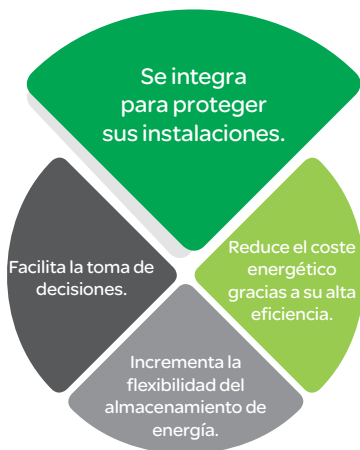 Se integra
para proteger
sus instalaciones.
Facilita la toma de
decisiones.
Reduce el coste
energético
gracias a su alta
eficiencia.
Incrementa la
flexibilidad del
almacenamiento de
energía.